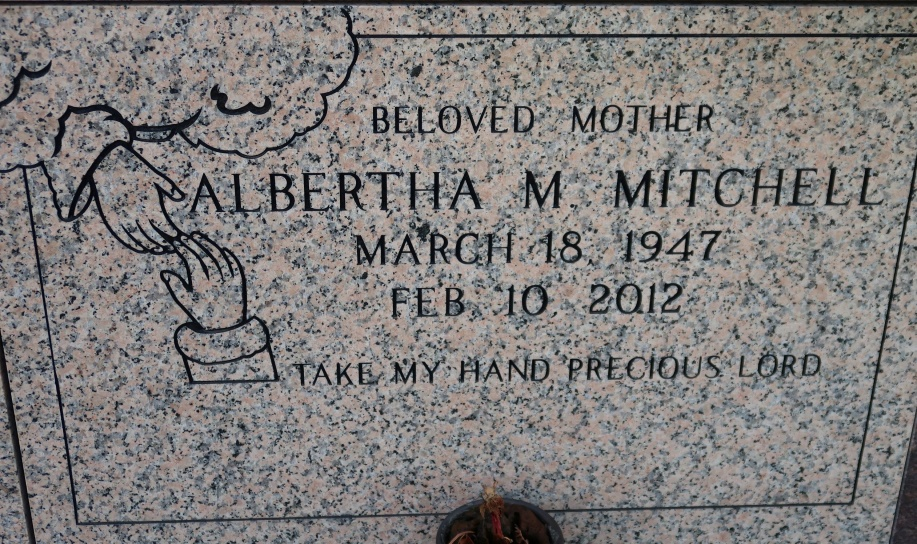 BELOVED MOTHER
ALBERTHA M. MITCHELL
MARCH 18, 1947
FEB. 10, 2012
TAKE MY HAND PRECIOUS LORD